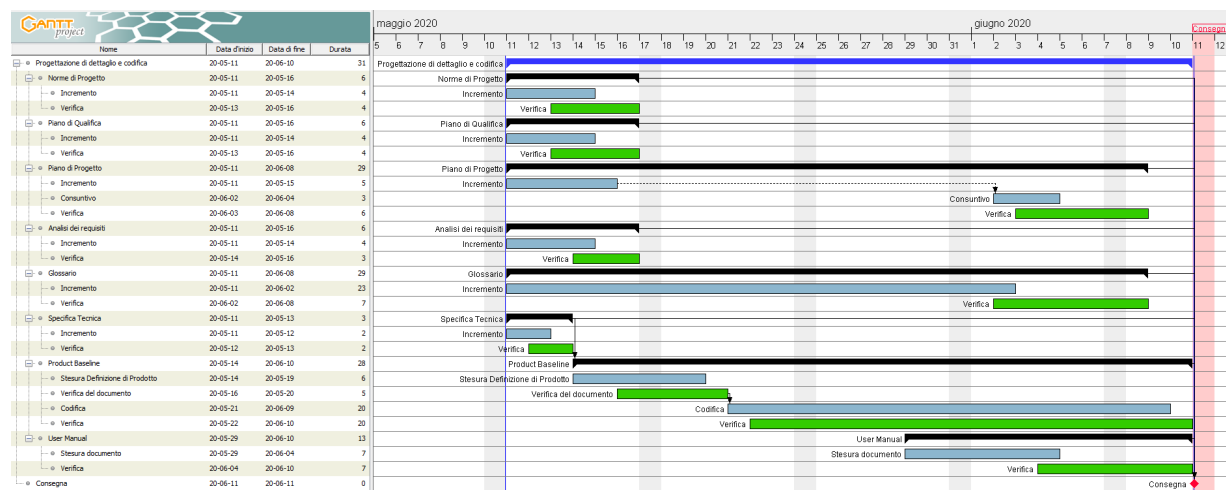 GANTT project
maggio 2020
giugno 2020
Consegna
Nome Data d'inizio Data di fine Durata
5 6 7 8 9 10 11 12 13 14 15 16 17 18 19 20 21 22 23 24 25 26 27 28 29 30 31 1 2 3 4 5 6 7 8 9 10 11 12
Progettazione di dettaglio e codifica 20-05-11 20-06-10 31 Progettazione di dettaglio e codifica
Norme di Progetto 20-05-11 20-05-16 6 Norme di Progetto
Incremento 20-05-11 20-05-14 4 Incremento
Verifica 20-05-13 20-05-16 4 Verifica
Piano di Qualifica 20-05-11 20-05-16 6 Piano di Qualifica
Incremento 20-05-11 20-05-14 4 Incremento
Verifica 20-05-13 20-05-16 4 Verifica
Piano di Progetto 20-05-11 20-06-08 29 Piano di Progetto
Incremento 20-05-11 20-05-15 5 Incremento
Consuntivo 20-06-02 20-06-04 3 Consuntivo
Verifica 20-06-03 20-06-08 6 Verifica
Analisi dei requisiti 20-05-11 20-05-16 6 Analisi dei requisiti
Incremento 20-05-11 20-05-14 4 Incremento
Verifica 20-05-14 20-05-16 3 Verifica
Glossario 20-05-11 20-06-08 29 Glossario
Incremento 20-05-11 20-06-02 23 Incremento
Verifica 20-06-02 20-06-08 7 Verifica
Specifica Tecnica 20-05-11 20-05-13 3 Specifica Tecnica
Incremento 20-05-11 20-05-12 2 Incremento
Verifica 20-05-12 20-05-13 2 Verifica
Product Baseline 20-05-14 20-06-10 28 Product Baseline
Stesura Definizione di Prodotto 20-05-14 20-05-19 6 Stesura Definizione di Prodotto
Verifica del documento 20-05-16 20-05-20 5 Verifica del documento
Codifica 20-05-21 20-06-09 20 Codifica
Verifica 20-05-22 20-06-10 20 Verifica
User Manual 20-05-29 20-06-10 13 User Manual
Stesura documento 20-05-29 20-06-04 7 Stesura documento
Verifica 20-06-04 20-06-10 7 Verifica
Consegna 20-06-11 20-06-11 0 Consegna